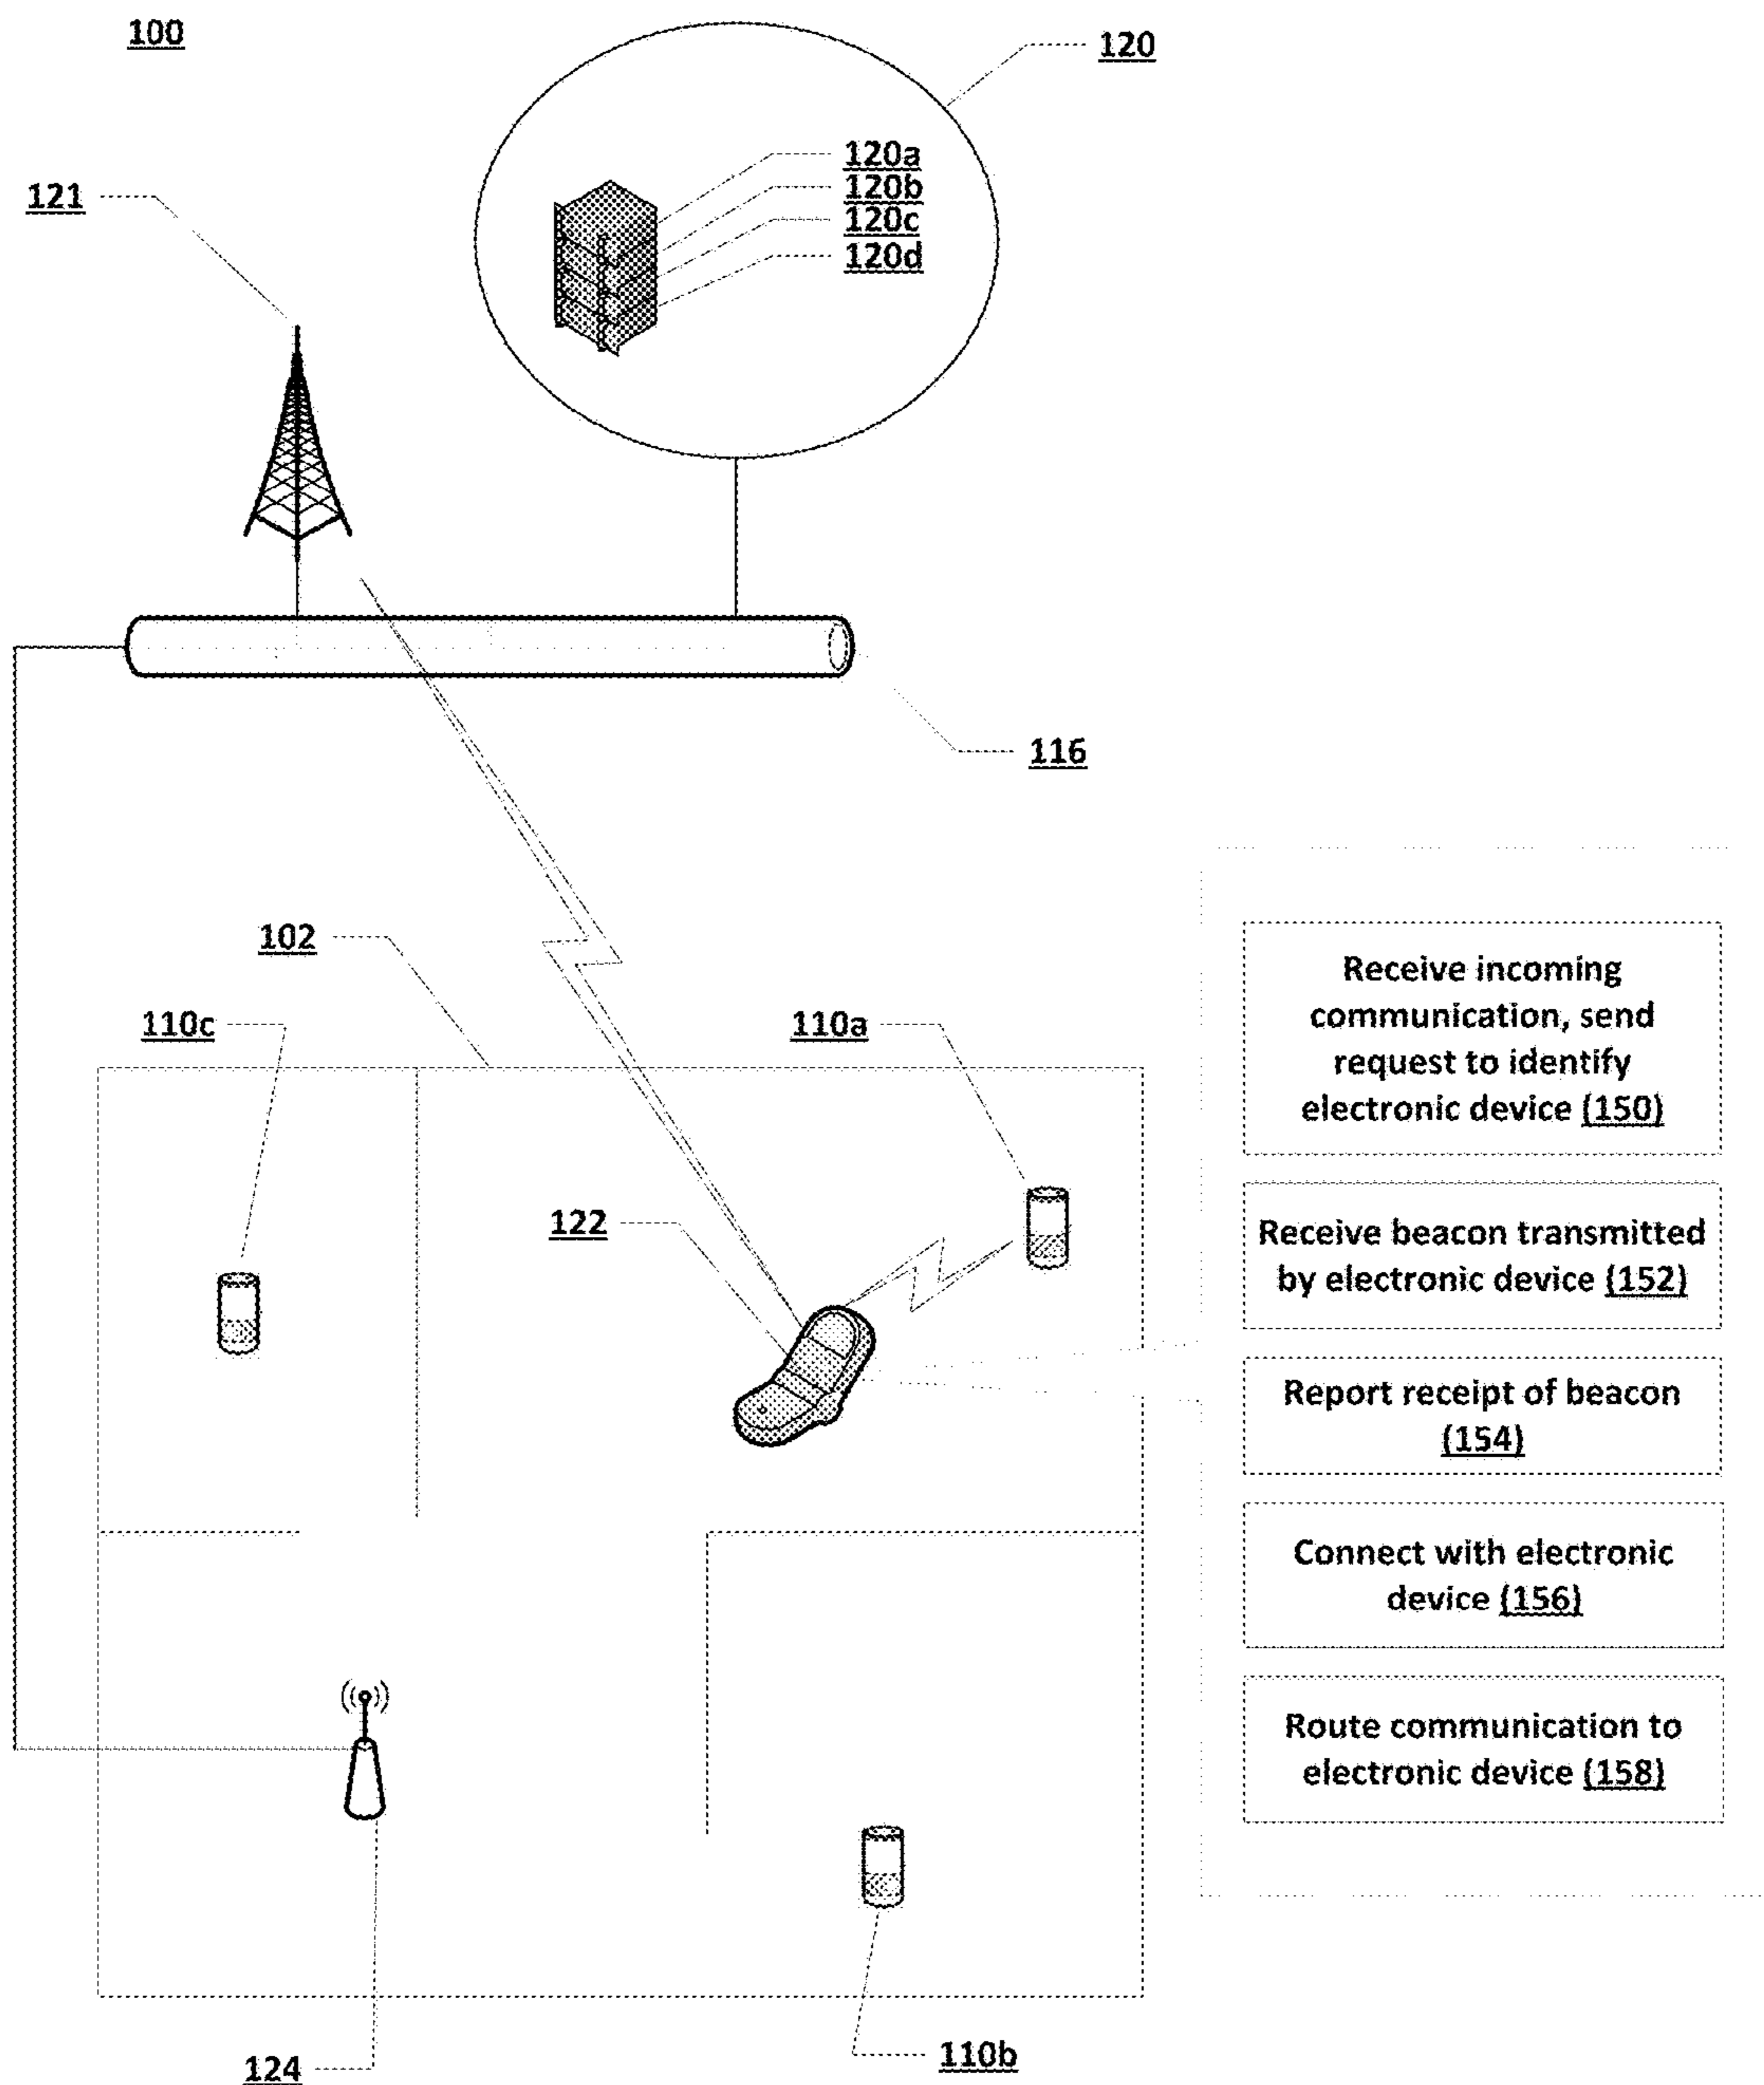 100
120
120a
120b
120c
120d
121
116
102
110c
110a
122
Receive incoming
communication, send
request to identify
electronic device (150)
Receive beacon transmitted
by electronic device (152)
Report receipt of beacon
(154)
Connect with electronic
device (156)
Route communication to
electronic device (158)
124
110b